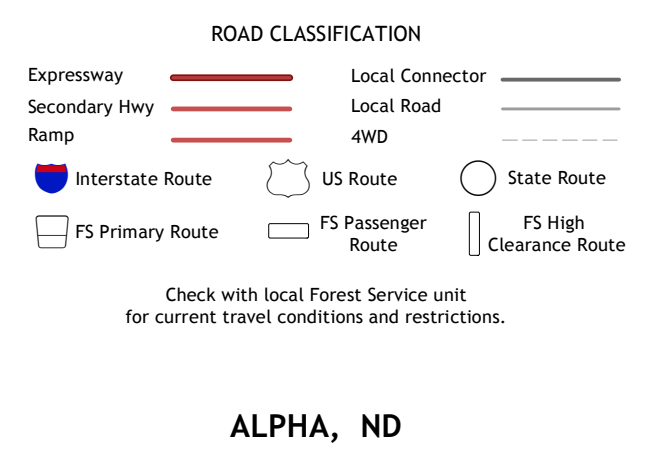 ROAD CLASSIFICATION
Expressway
Local Connector
Secondary Hwy
Local Road
Ramp
4WD
Interstate Route
US Route
State Route
FS Primary Route
FS Passenger
Route
FS High
Clearance Route
Check with local Forest Service unit
for current travel conditions and restrictions.
ALPHA, ND